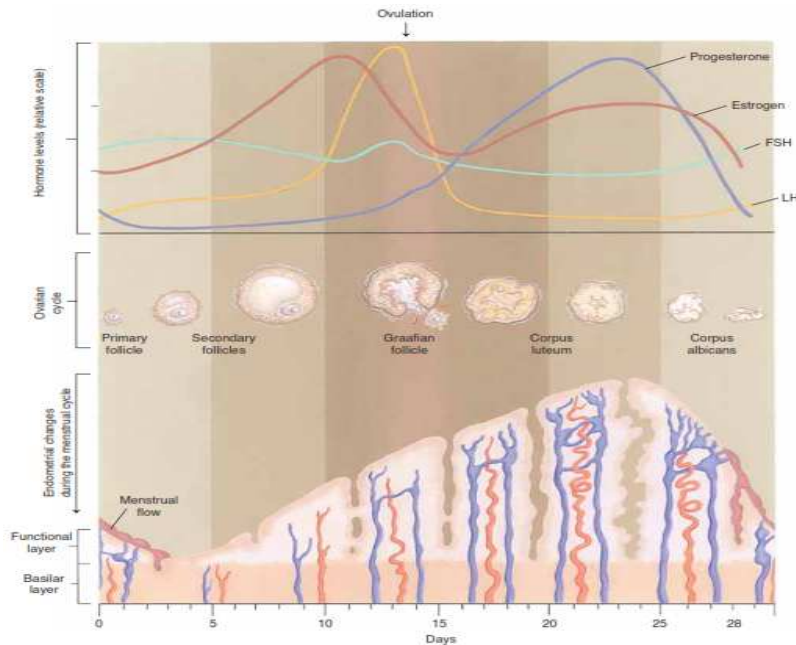 Ovulation
Hormone levels (relative scale)
Progesterone
Estrogen
FSH
LH
Ovarian
cycle
Primary
follicle
Secondary
follicles
Graafian
follicle
Corpus
luteum
Corpus
albicans
Endometrial changes
during the menstrual cycle
Menstrual
flow
Functional
layer
Basilar
layer
0 5 10 15 20 25 28
Days